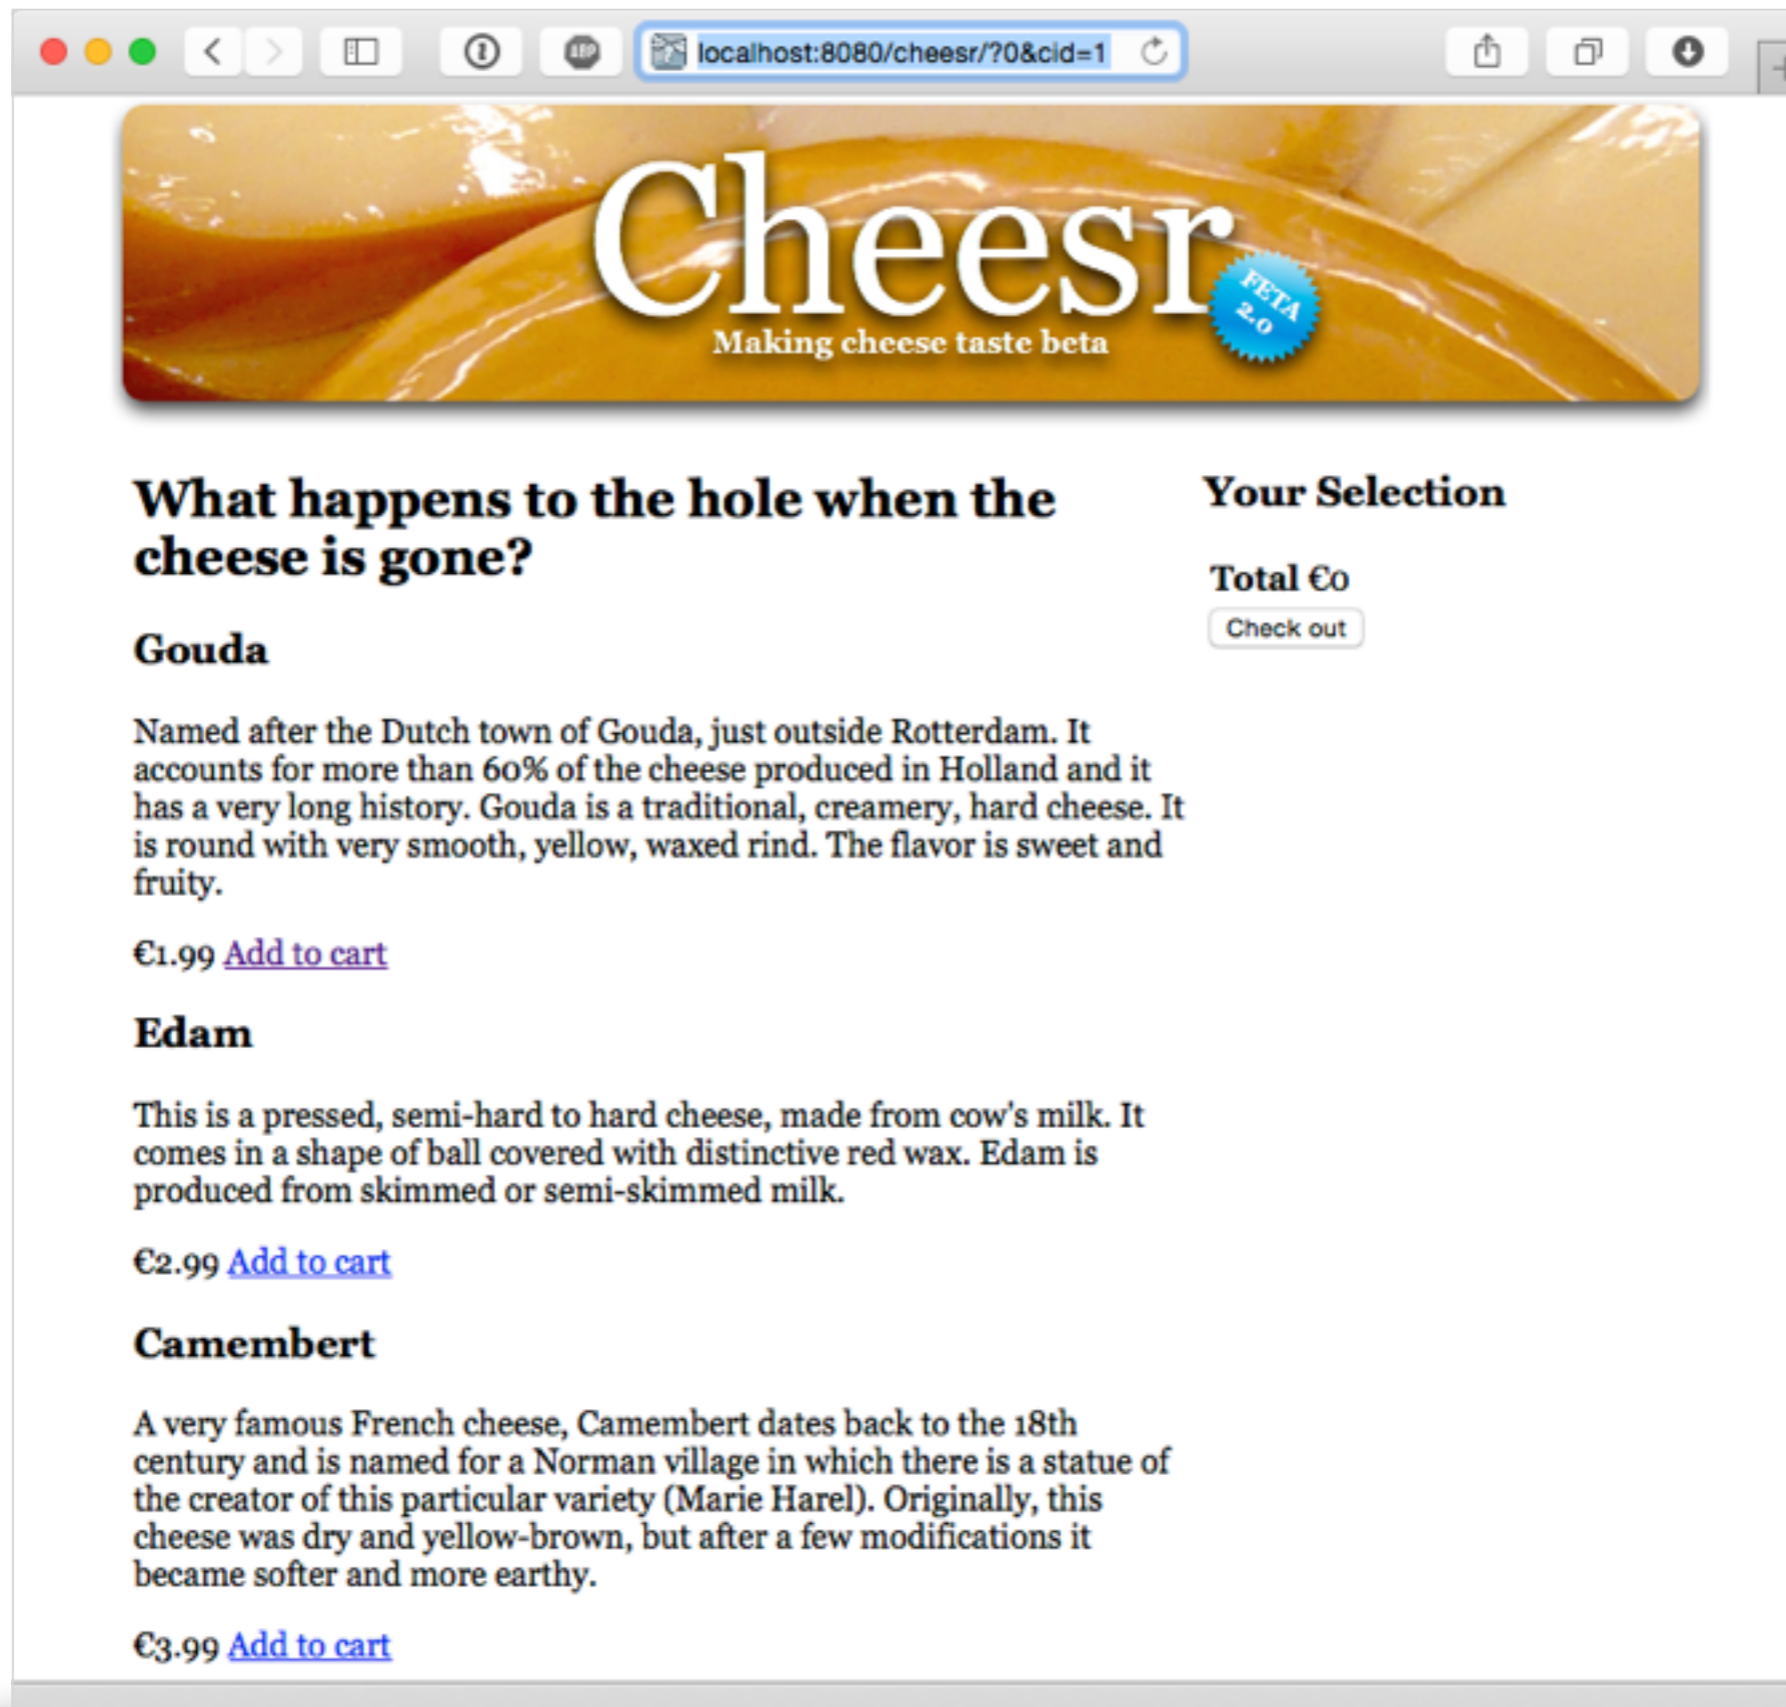 localhost:8080/cheesr/?0&cid=1
ABP
Cheesr
FETA
2.0
Making cheese taste beta
What happens to the hole when the
cheese is gone?
Gouda
Named after the Dutch town of Gouda, just outside Rotterdam. It
accounts for more than 60% of the cheese produced in Holland and it
has a very long history. Gouda is a traditional, creamery, hard cheese. It
is round with very smooth, yellow, waxed rind. The flavor is sweet and
fruity.
€1.99 Add to cart
Edam
This is a pressed, semi-hard to hard cheese, made from cow's milk. It
comes in a shape of ball covered with distinctive red wax. Edam is
produced from skimmed or semi-skimmed milk.
€2.99 Add to cart
Camembert
A very famous French cheese, Camembert dates back to the 18th
century and is named for a Norman village in which there is a statue of
the creator of this particular variety (Marie Harel). Originally, this
cheese was dry and yellow-brown, but after a few modifications it
became softer and more earthy.
€3.99 Add to cart
Your Selection
Total €0
Check out